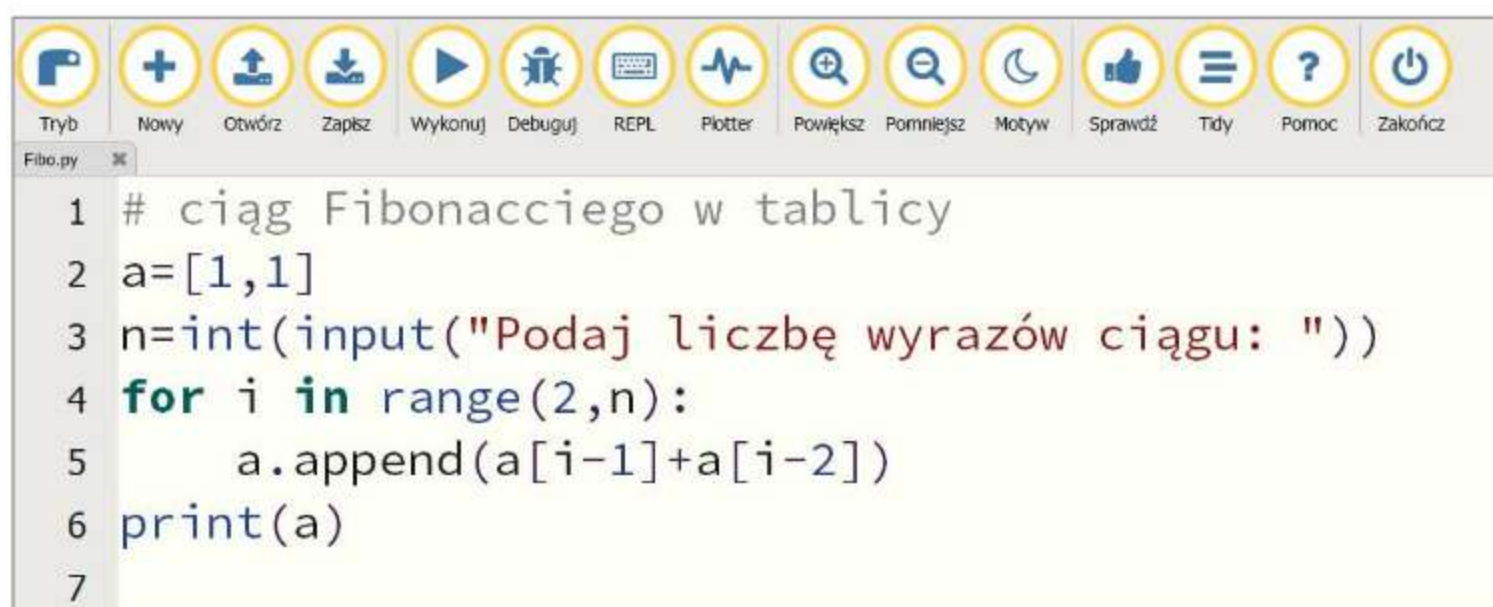 Tryb Nowy Otwórz Zapisz Wykonuj Debuguj REPL Plotter Powiększ Pomniejsz Motyw Sprawdź Tidy Pomoc Zakończ
Fibo.py
1 # ciąg Fibonacciego w tablicy
2 a=[1,1]
3 n=int(input("Podaj liczbę wyrazów ciągu: "))
4 for i in range(2,n):
5     a.append(a[i-1]+a[i-2])
6 print(a)
7